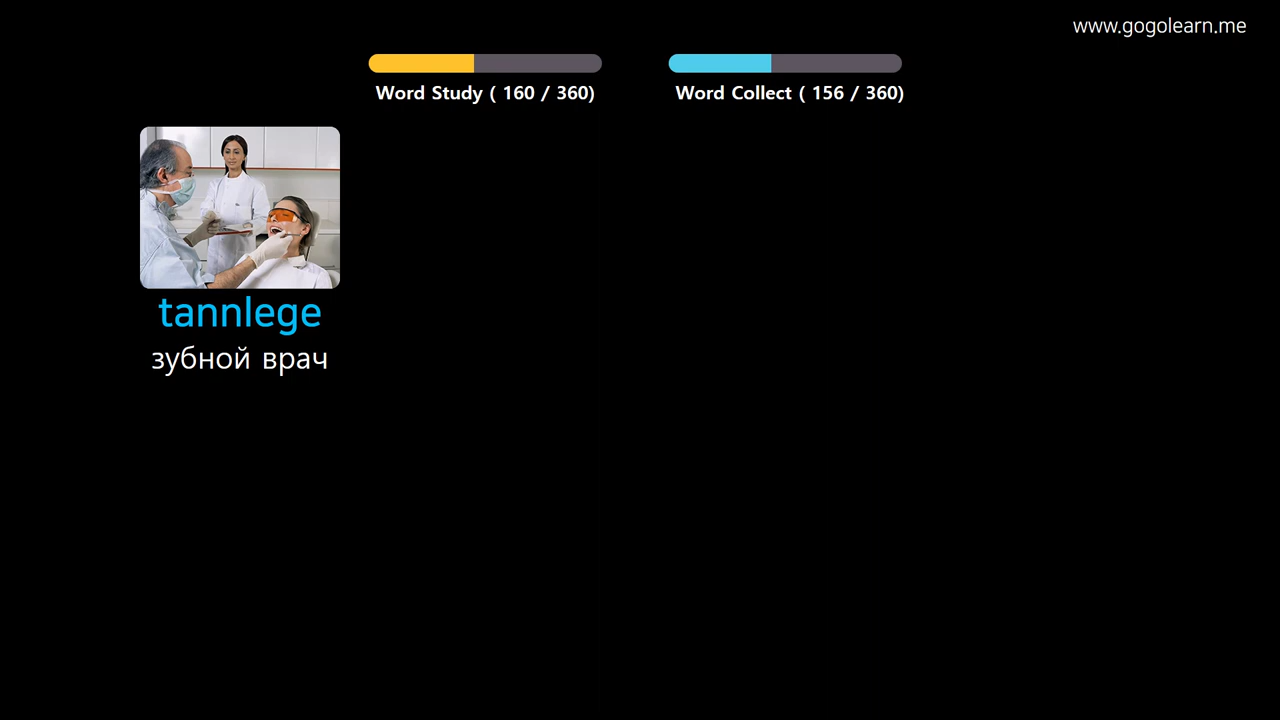 www.gogolearn.me
Word Study ( 160 / 360)
Word Collect ( 156 / 360)
tannlege
зубной врач